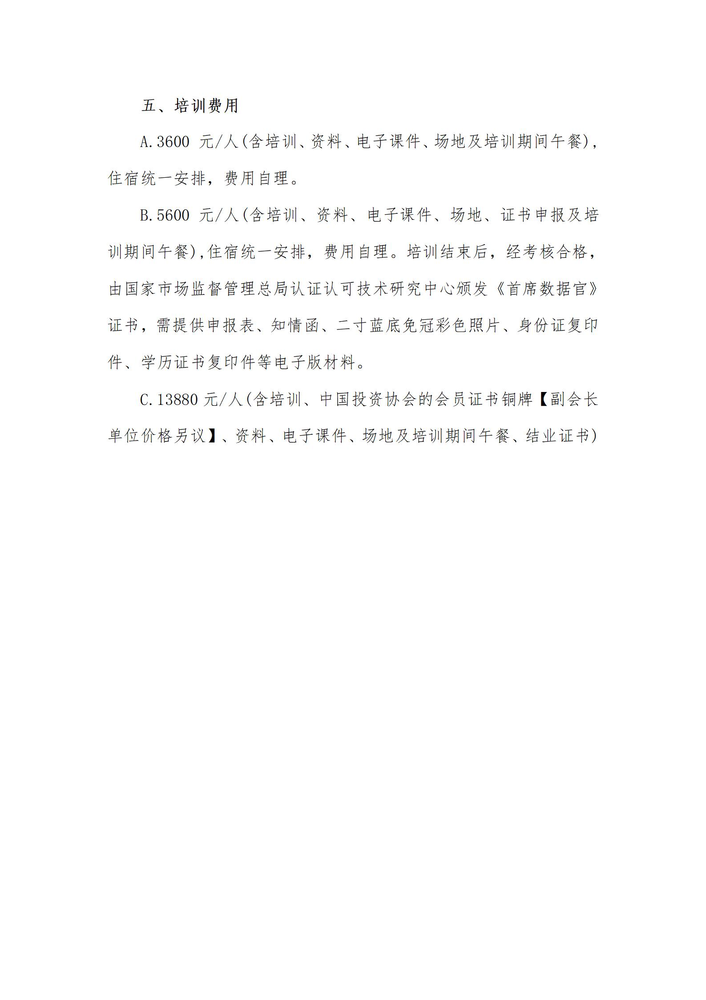 五、培训费用
A.3600 元/人(含培训、资料、电子课件、场地及培训期间午餐),
住宿统一安排，费用自理。
B.5600 元/人(含培训、资料、电子课件、场地、证书申报及培
训期间午餐),住宿统一安排，费用自理。培训结束后，经考核合格，
由国家市场监督管理总局认证认可技术研究中心颁发《首席数据官》
证书，需提供申报表、知情函、二寸蓝底免冠彩色照片、身份证复印
件、学历证书复印件等电子版材料。
C.13880 元/人(含培训、中国投资协会的会员证书铜牌【副会长
单位价格另议】、资料、电子课件、场地及培训期间午餐、结业证书)